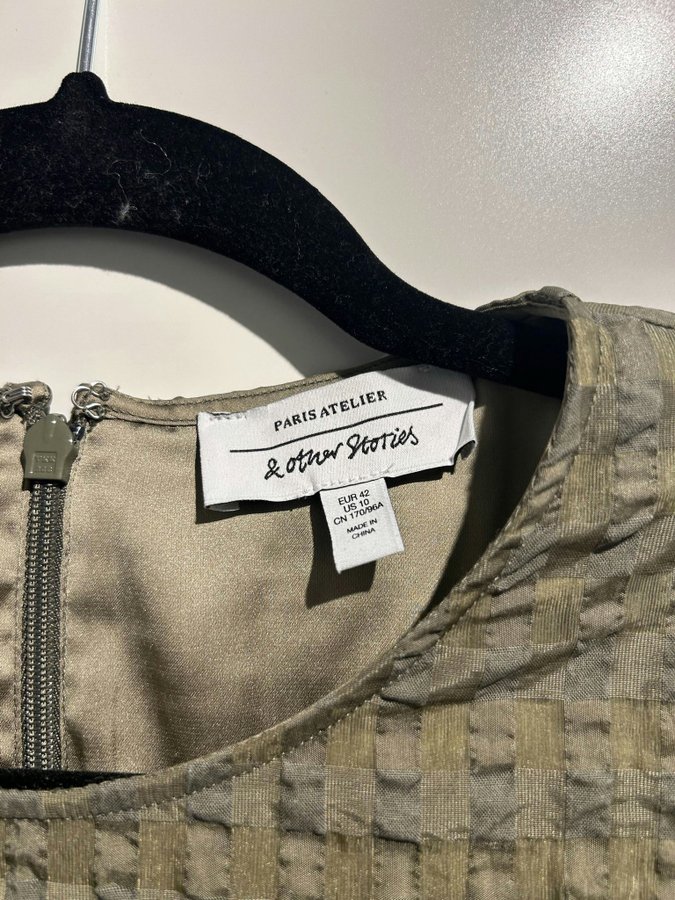 PARIS ATELIER
& other Stories
EUR 42
US 10
CN 170/96A
MADE IN
CHINA